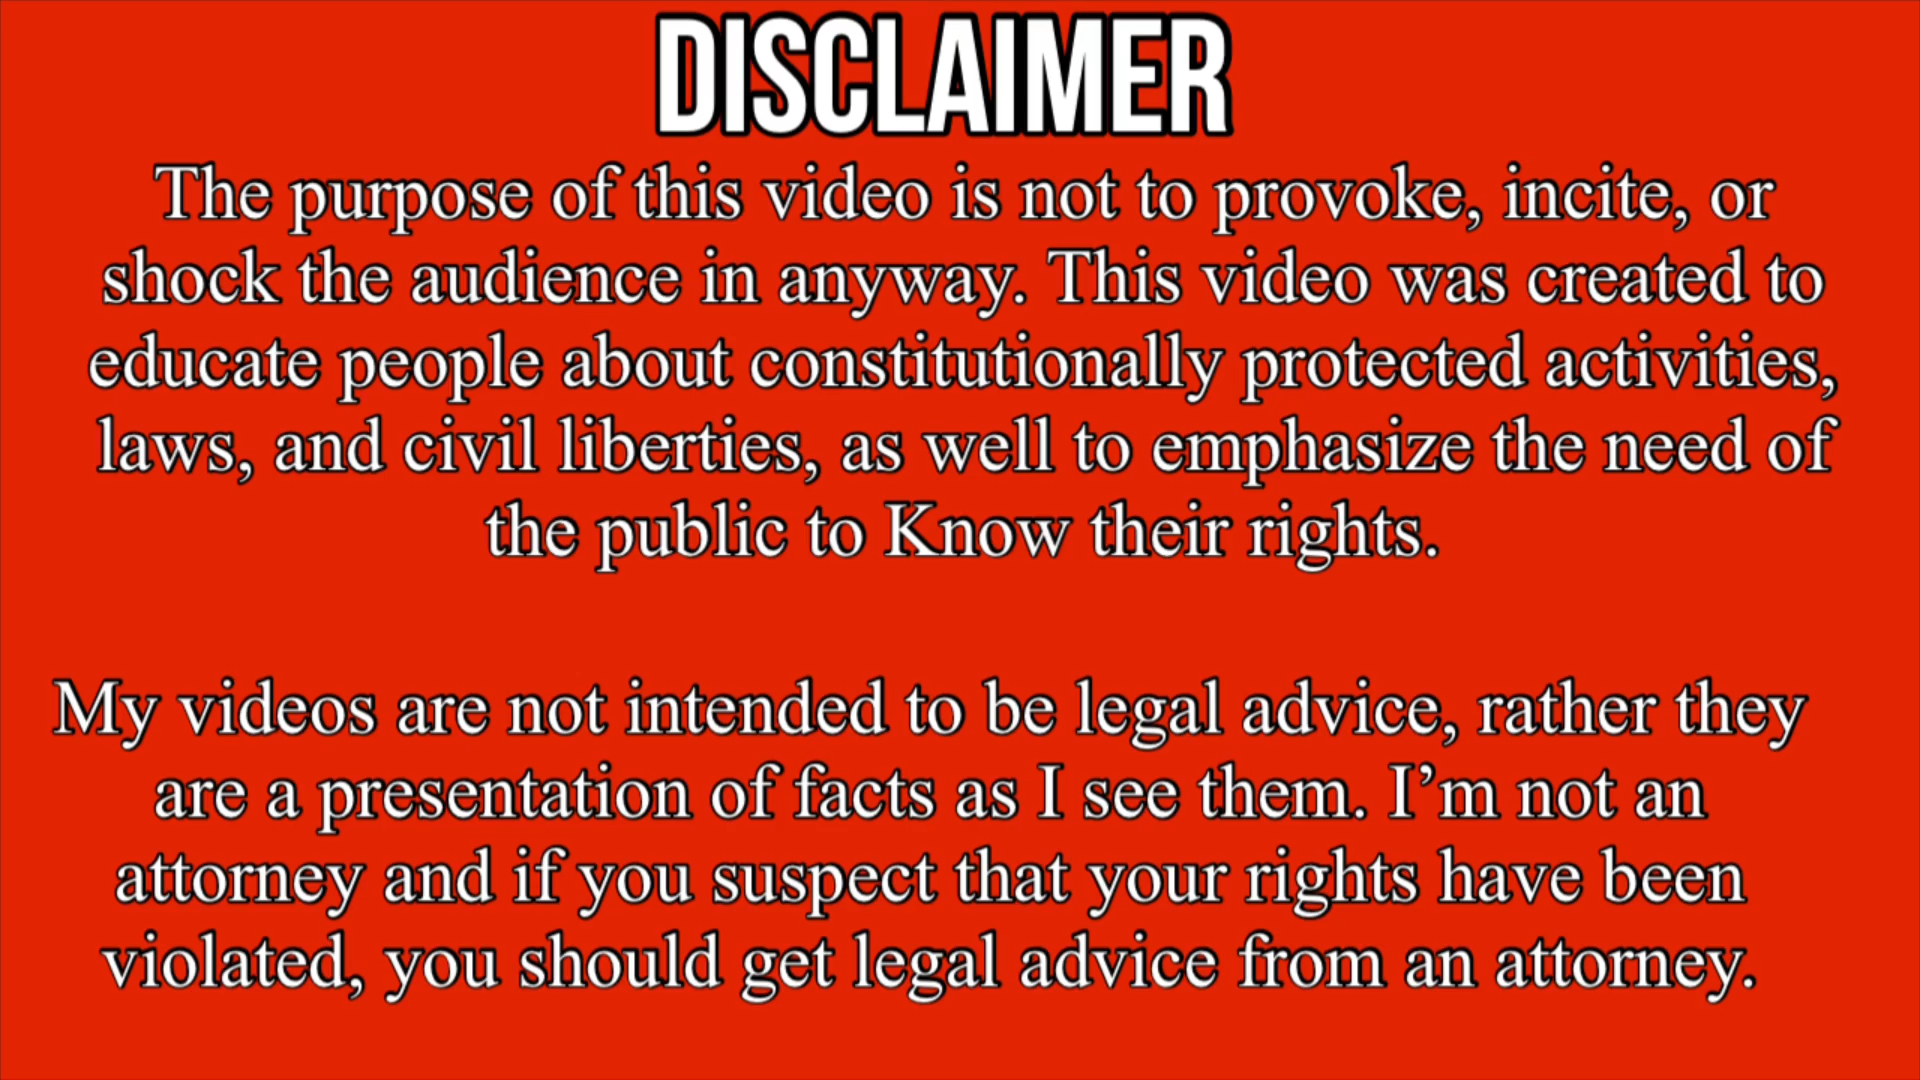 DISCLAIMER
The purpose of this video is not to provoke, incite, or
shock the audience in anyway. This video was created to
educate people about constitutionally protected activities,
laws, and civil liberties, as well to emphasize the need of
the public to Know their rights.
My videos are not intended to be legal advice, rather they
are a presentation of facts as I see them. I’m not an
attorney and if you suspect that your rights have been
violated, you should get legal advice from an attorney.